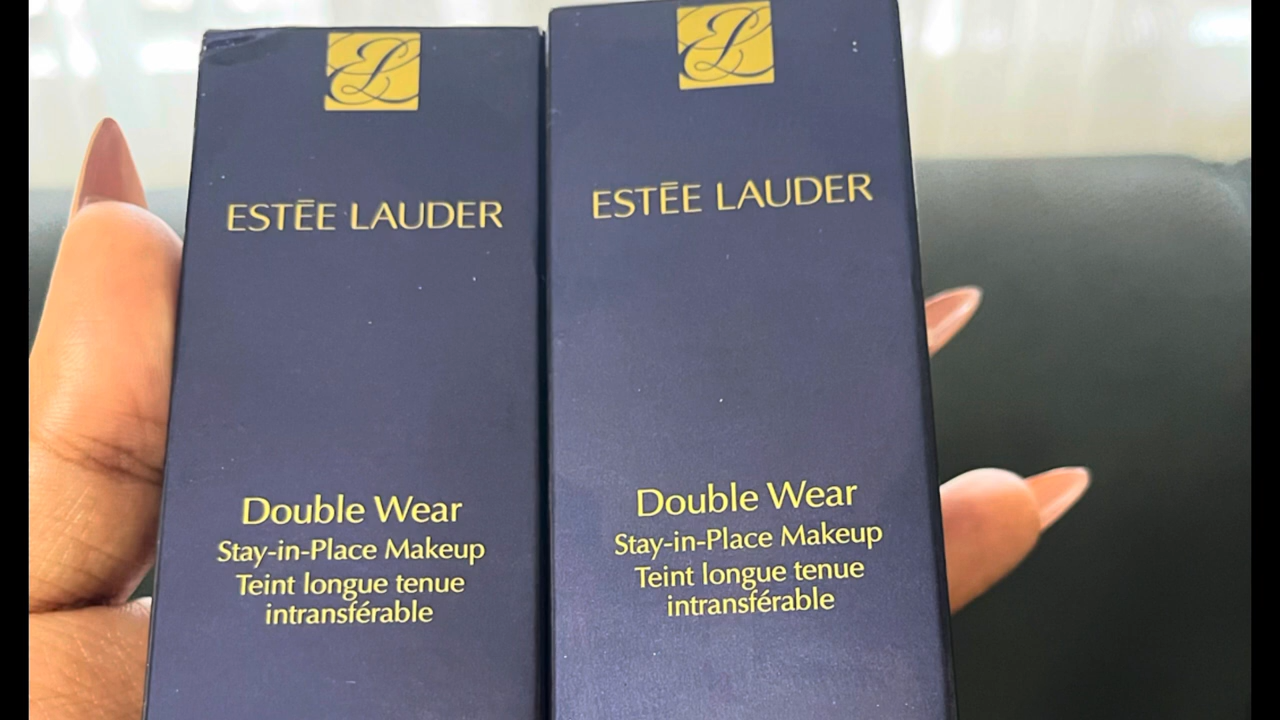 ESTĒE LAUDER
Double Wear
Stay-in-Place Makeup
Teint longue tenue
intransférable
ESTĒE LAUDER
Double Wear
Stay-in-Place Makeup
Teint longue tenue
intransférable